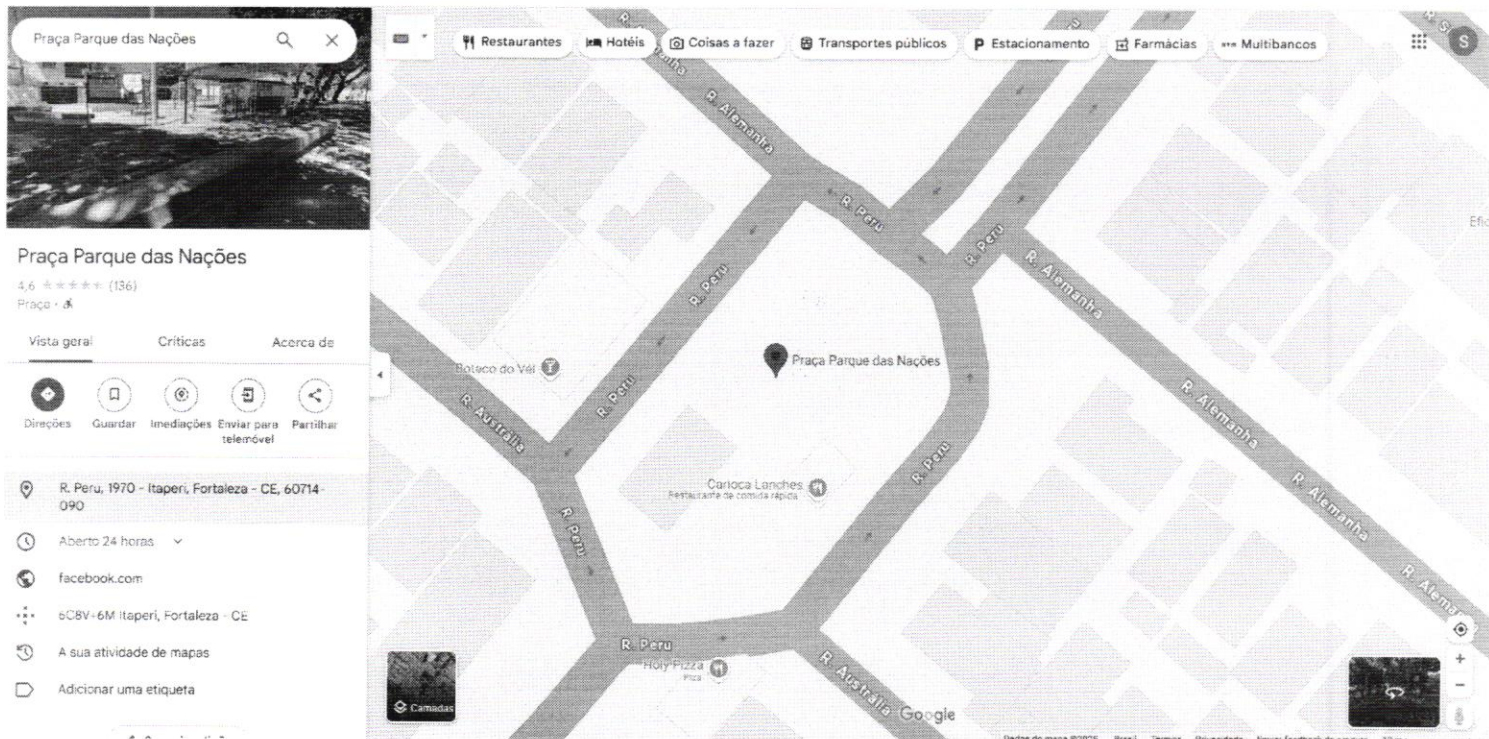 Praça Parque das Nações
Restaurantes
Hotéis
Coisas a fazer
Transportes públicos
P Estacionamento
Farmácias
Multibancos
S
Praça Parque das Nações
4,6 ★★★★★ (136)
Praça ·
Vista geral
Críticas
Acerca de
Direções
Guardar
Imediações
Enviar para telemóvel
Partilhar
R. Peru, 1970 - Itaperi, Fortaleza - CE, 60714-
090
Aberto 24 horas
facebook.com
6C8V+6M Itaperi, Fortaleza - CE
A sua atividade de mapas
Adicionar uma etiqueta
R. Alemanha
R. Peru
R. Peru
R. Alemanha
R. Peru
R. Alemanha
Praça Parque das Nações
Boteco do Véi
R. Peru
R. Alemanha
R. Austrália
R. Peru
Carioca Lanches
Restaurante de comida rápida
R. Alemanha
R. Peru
R. Alemanha
R. Peru
Holy Pizza
Piza
R. Austrália
Camadas
Google